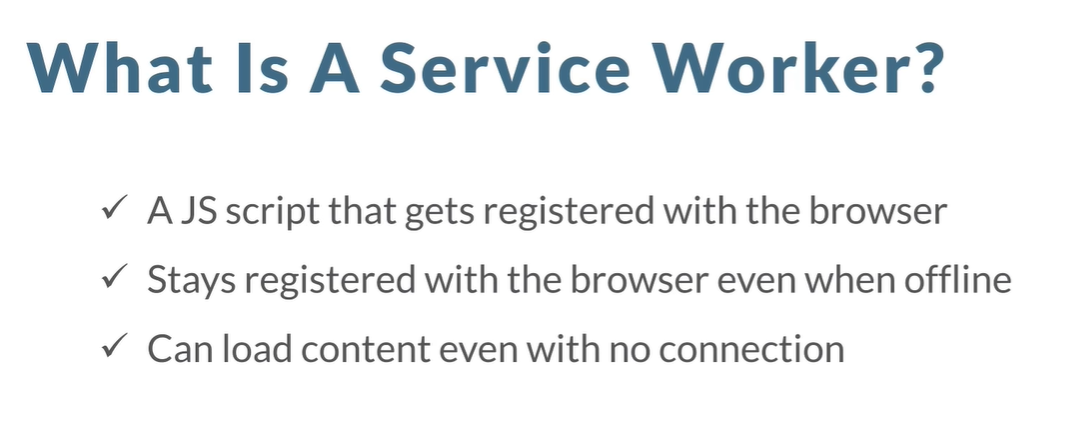 What Is A Service Worker?
✓ A JS script that gets registered with the browser
✓ Stays registered with the browser even when offline
✓ Can load content even with no connection